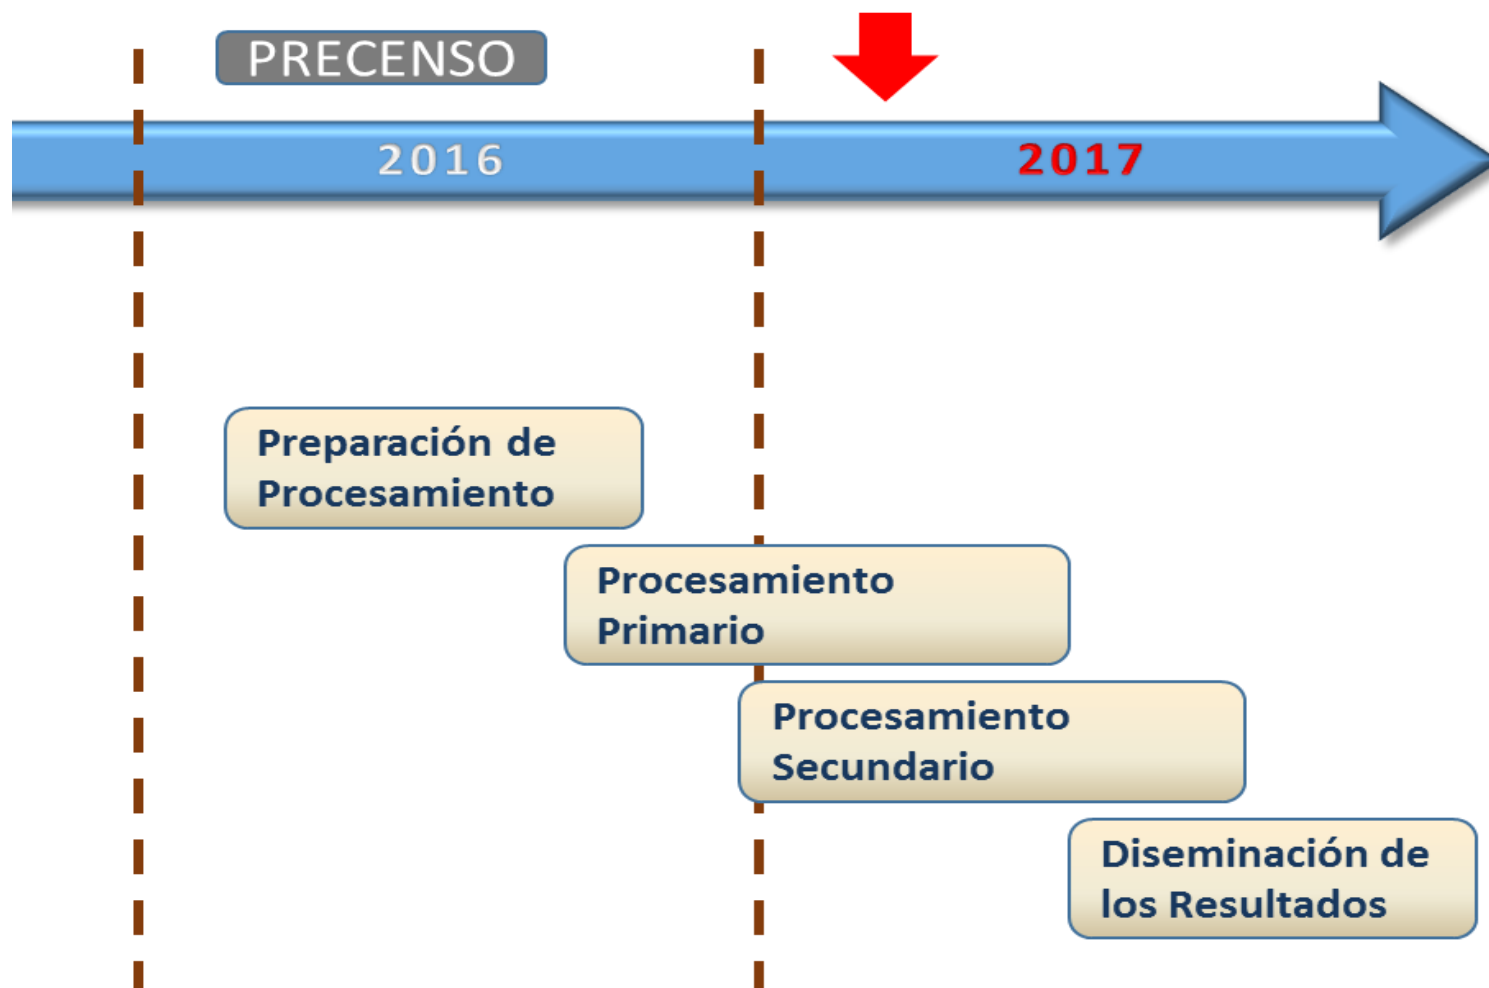 PRECENSO
2016
2017
Preparación de
Procesamiento
Procesamiento
Primario
Procesamiento
Secundario
Diseminación de
los Resultados